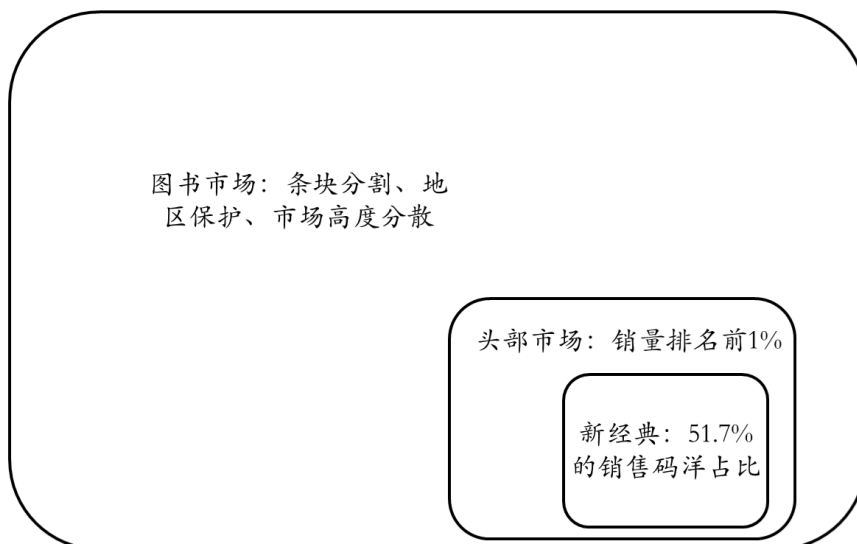 图书市场：条块分割、地
区保护、市场高度分散
头部市场：销量排名前1%
新经典：51.7%
的销售码洋占比